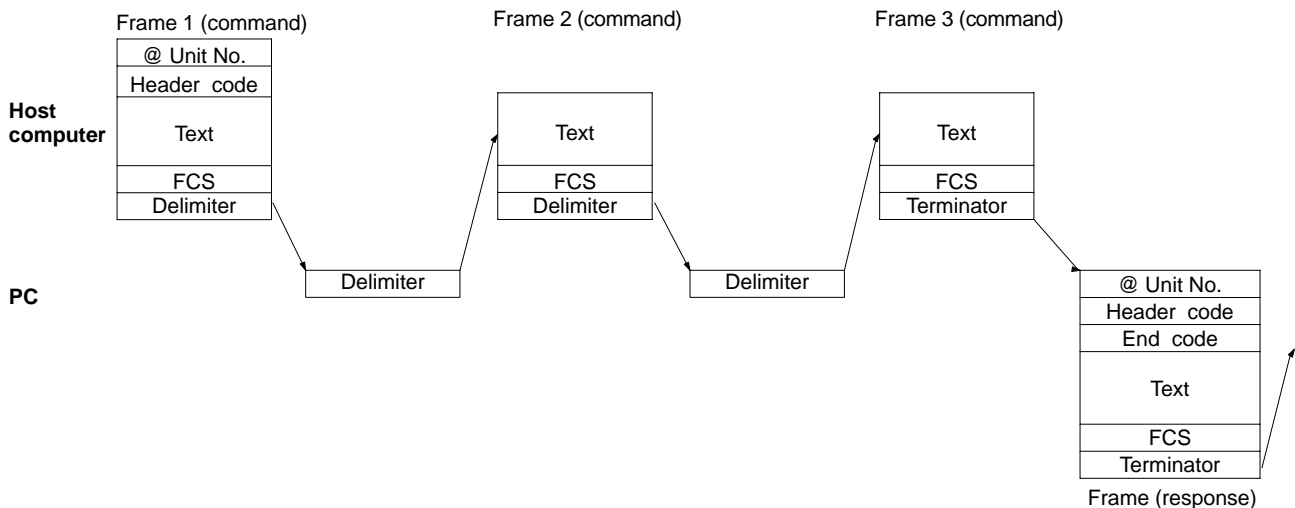 Frame 1 (command)
Frame 2 (command)
Frame 3 (command)
Host
computer
@ Unit No.
Header code
Text
FCS
Delimiter
Text
FCS
Delimiter
Text
FCS
Terminator
PC
Delimiter
Delimiter
@ Unit No.
Header code
End code
Text
FCS
Terminator
Frame (response)